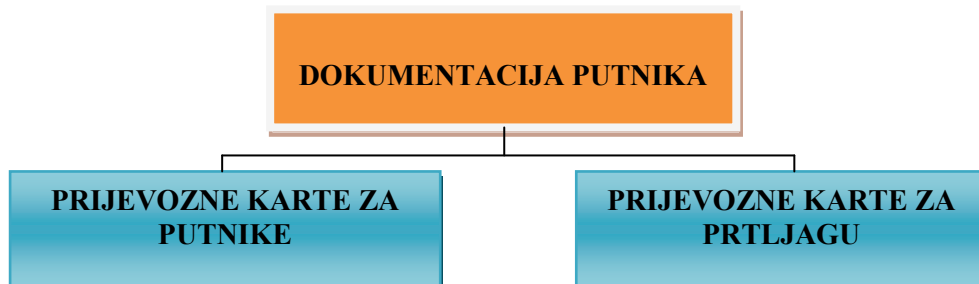 DOKUMENTACIJA PUTNIKA
PRIJEVOZNE KARTE ZA
PUTNIKE
PRIJEVOZNE KARTE ZA
PRTLJAGU